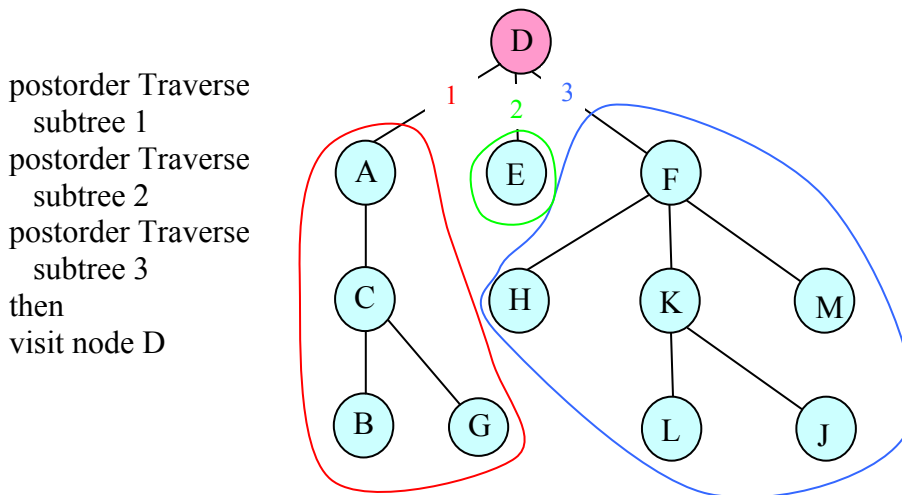 postorder Traverse
subtree 1
postorder Traverse
subtree 2
postorder Traverse
subtree 3
then
visit node D
D
1
2
3
A
E
F
C
H
K
M
B
G
L
J